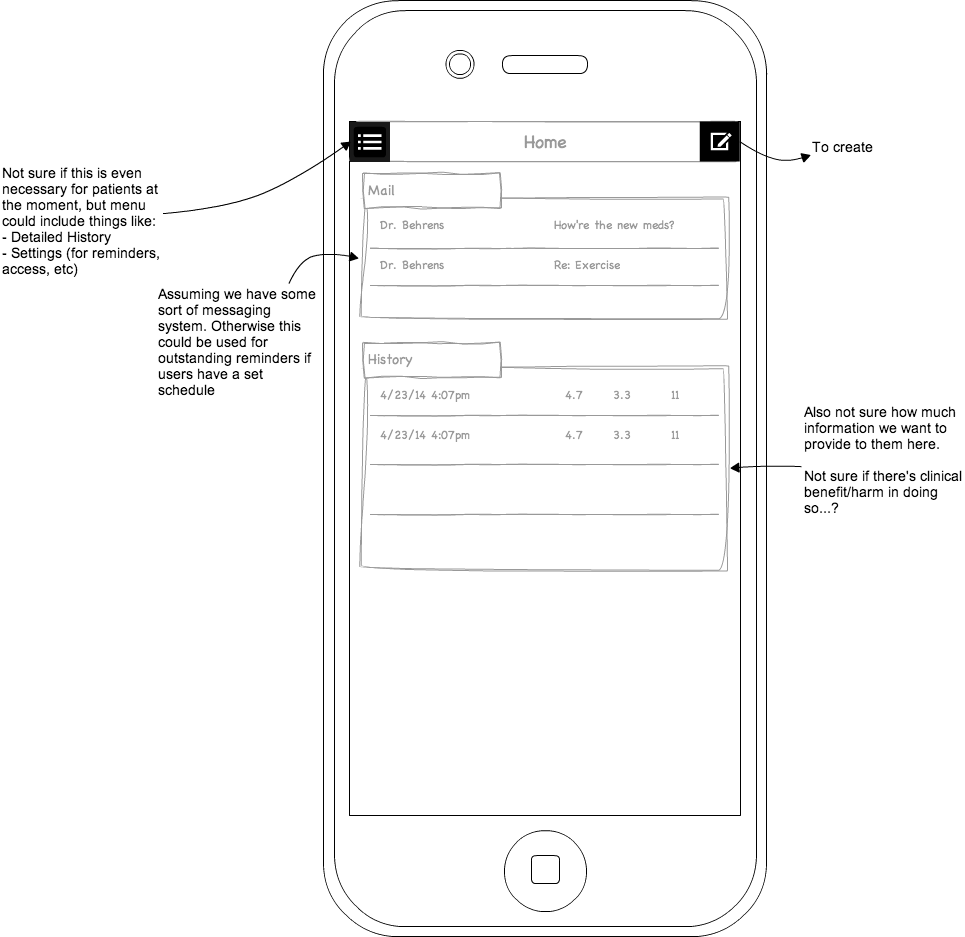 Home
To create
Not sure if this is even
necessary for patients at
the moment, but menu
could include things like:
- Detailed History
- Settings (for reminders,
access, etc)
Mail
Dr. Behrens How're the new meds?
Dr. Behrens Re: Exercise
Assuming we have some
sort of messaging
system. Otherwise this
could be used for
outstanding reminders if
users have a set
schedule
History
4/23/14 4:07pm 4.7 3.3 11
4/23/14 4:07pm 4.7 3.3 11
Also not sure how much
information we want to
provide to them here.
Not sure if there's clinical
benefit/harm in doing
so...?